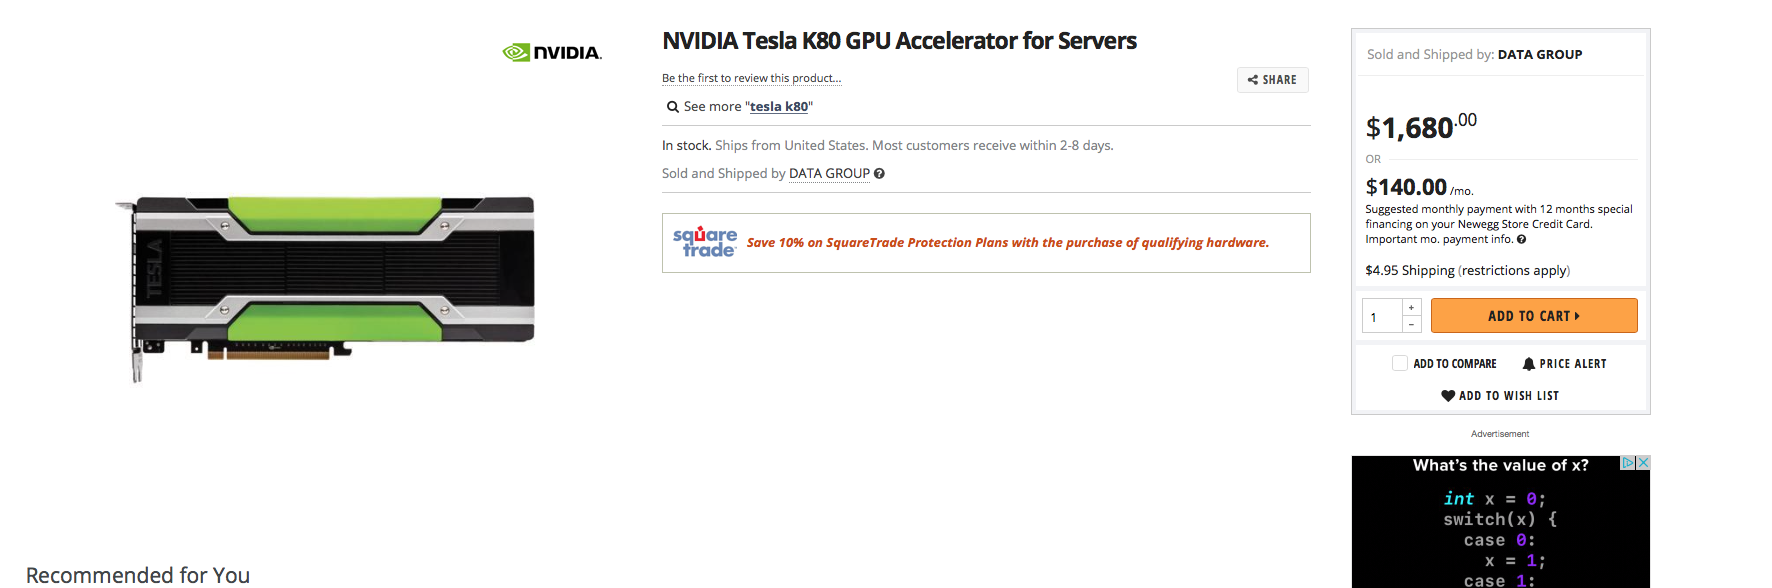 NVIDIA.
TESLA
NVIDIA Tesla K80 GPU Accelerator for Servers
Be the first to review this product...
SHARE
See more "tesla k80"
In stock. Ships from United States. Most customers receive within 2-8 days.
Sold and Shipped by DATA GROUP ?
square
trade
Save 10% on SquareTrade Protection Plans with the purchase of qualifying hardware.
Sold and Shipped by: DATA GROUP
$1,680.00
OR
$140.00 /mo.
Suggested monthly payment with 12 months special
financing on your Newegg Store Credit Card.
Important mo. payment info. ?
$4.95 Shipping (restrictions apply)
1
+
-
ADD TO CART
ADD TO COMPARE
PRICE ALERT
ADD TO WISH LIST
Advertisement
What's the value of x?
int x = 0;
switch(x) {
case 0:
x = 1;
case 1:
Recommended for You